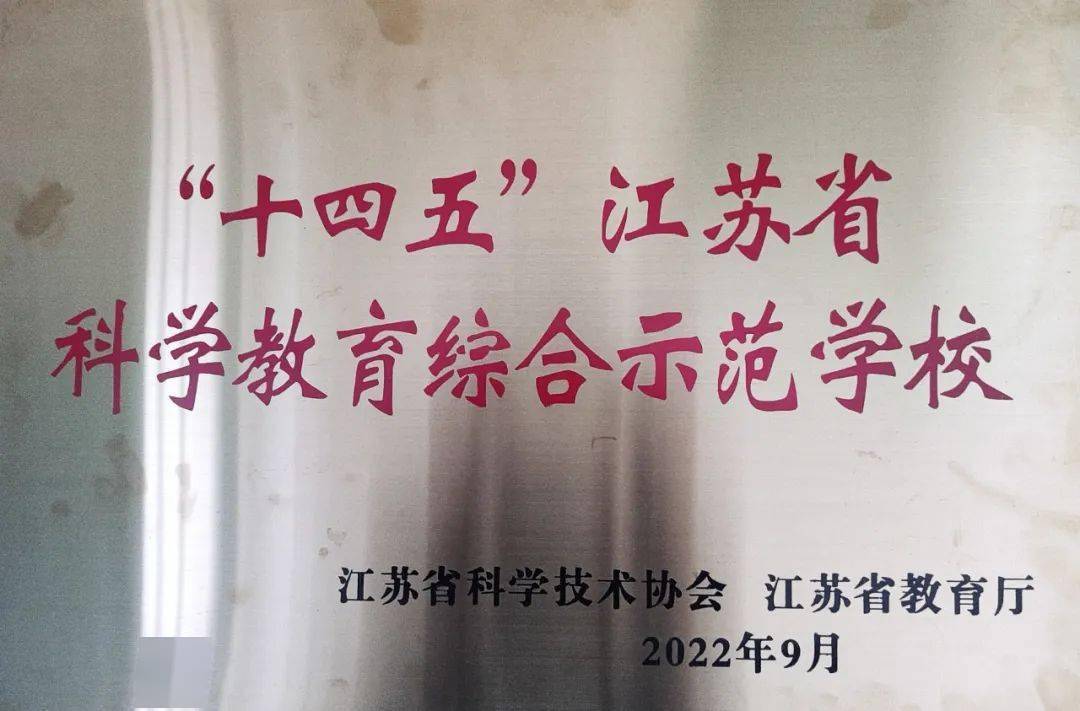 “十四五”江苏省
科学教育综合示范学校
江苏省科学技术协会 江苏省教育厅
2022年9月